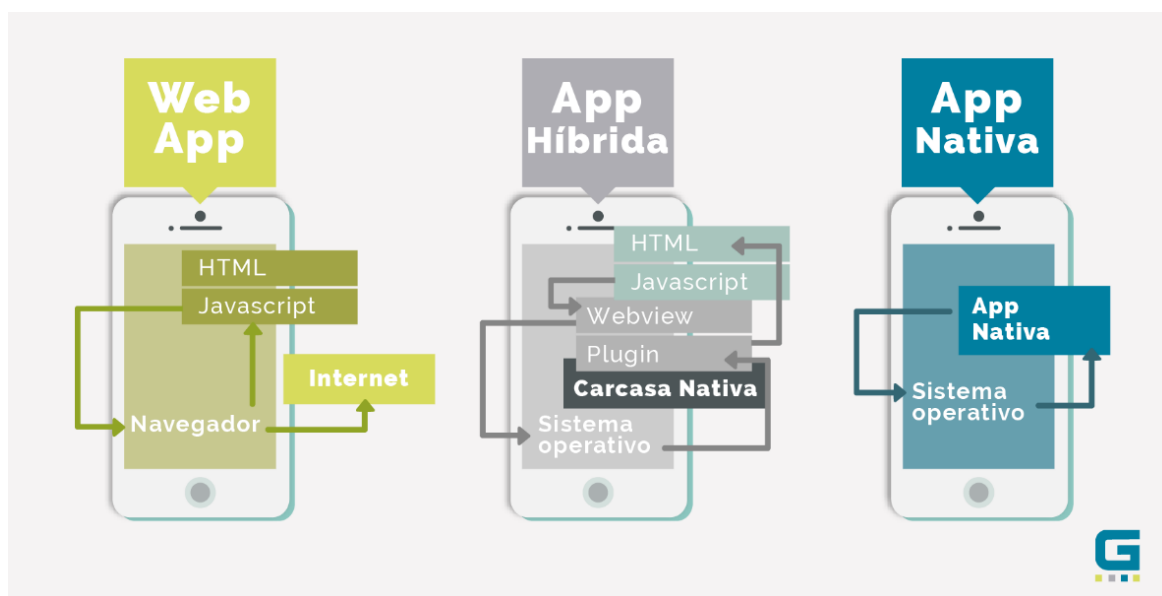 Web
App
HTML
Javascript
Internet
Navegador
App
Híbrida
HTML
Javascript
Webview
Plugin
Carcasa Nativa
Sistema
operativo
App
Nativa
App
Nativa
Sistema
operativo
G